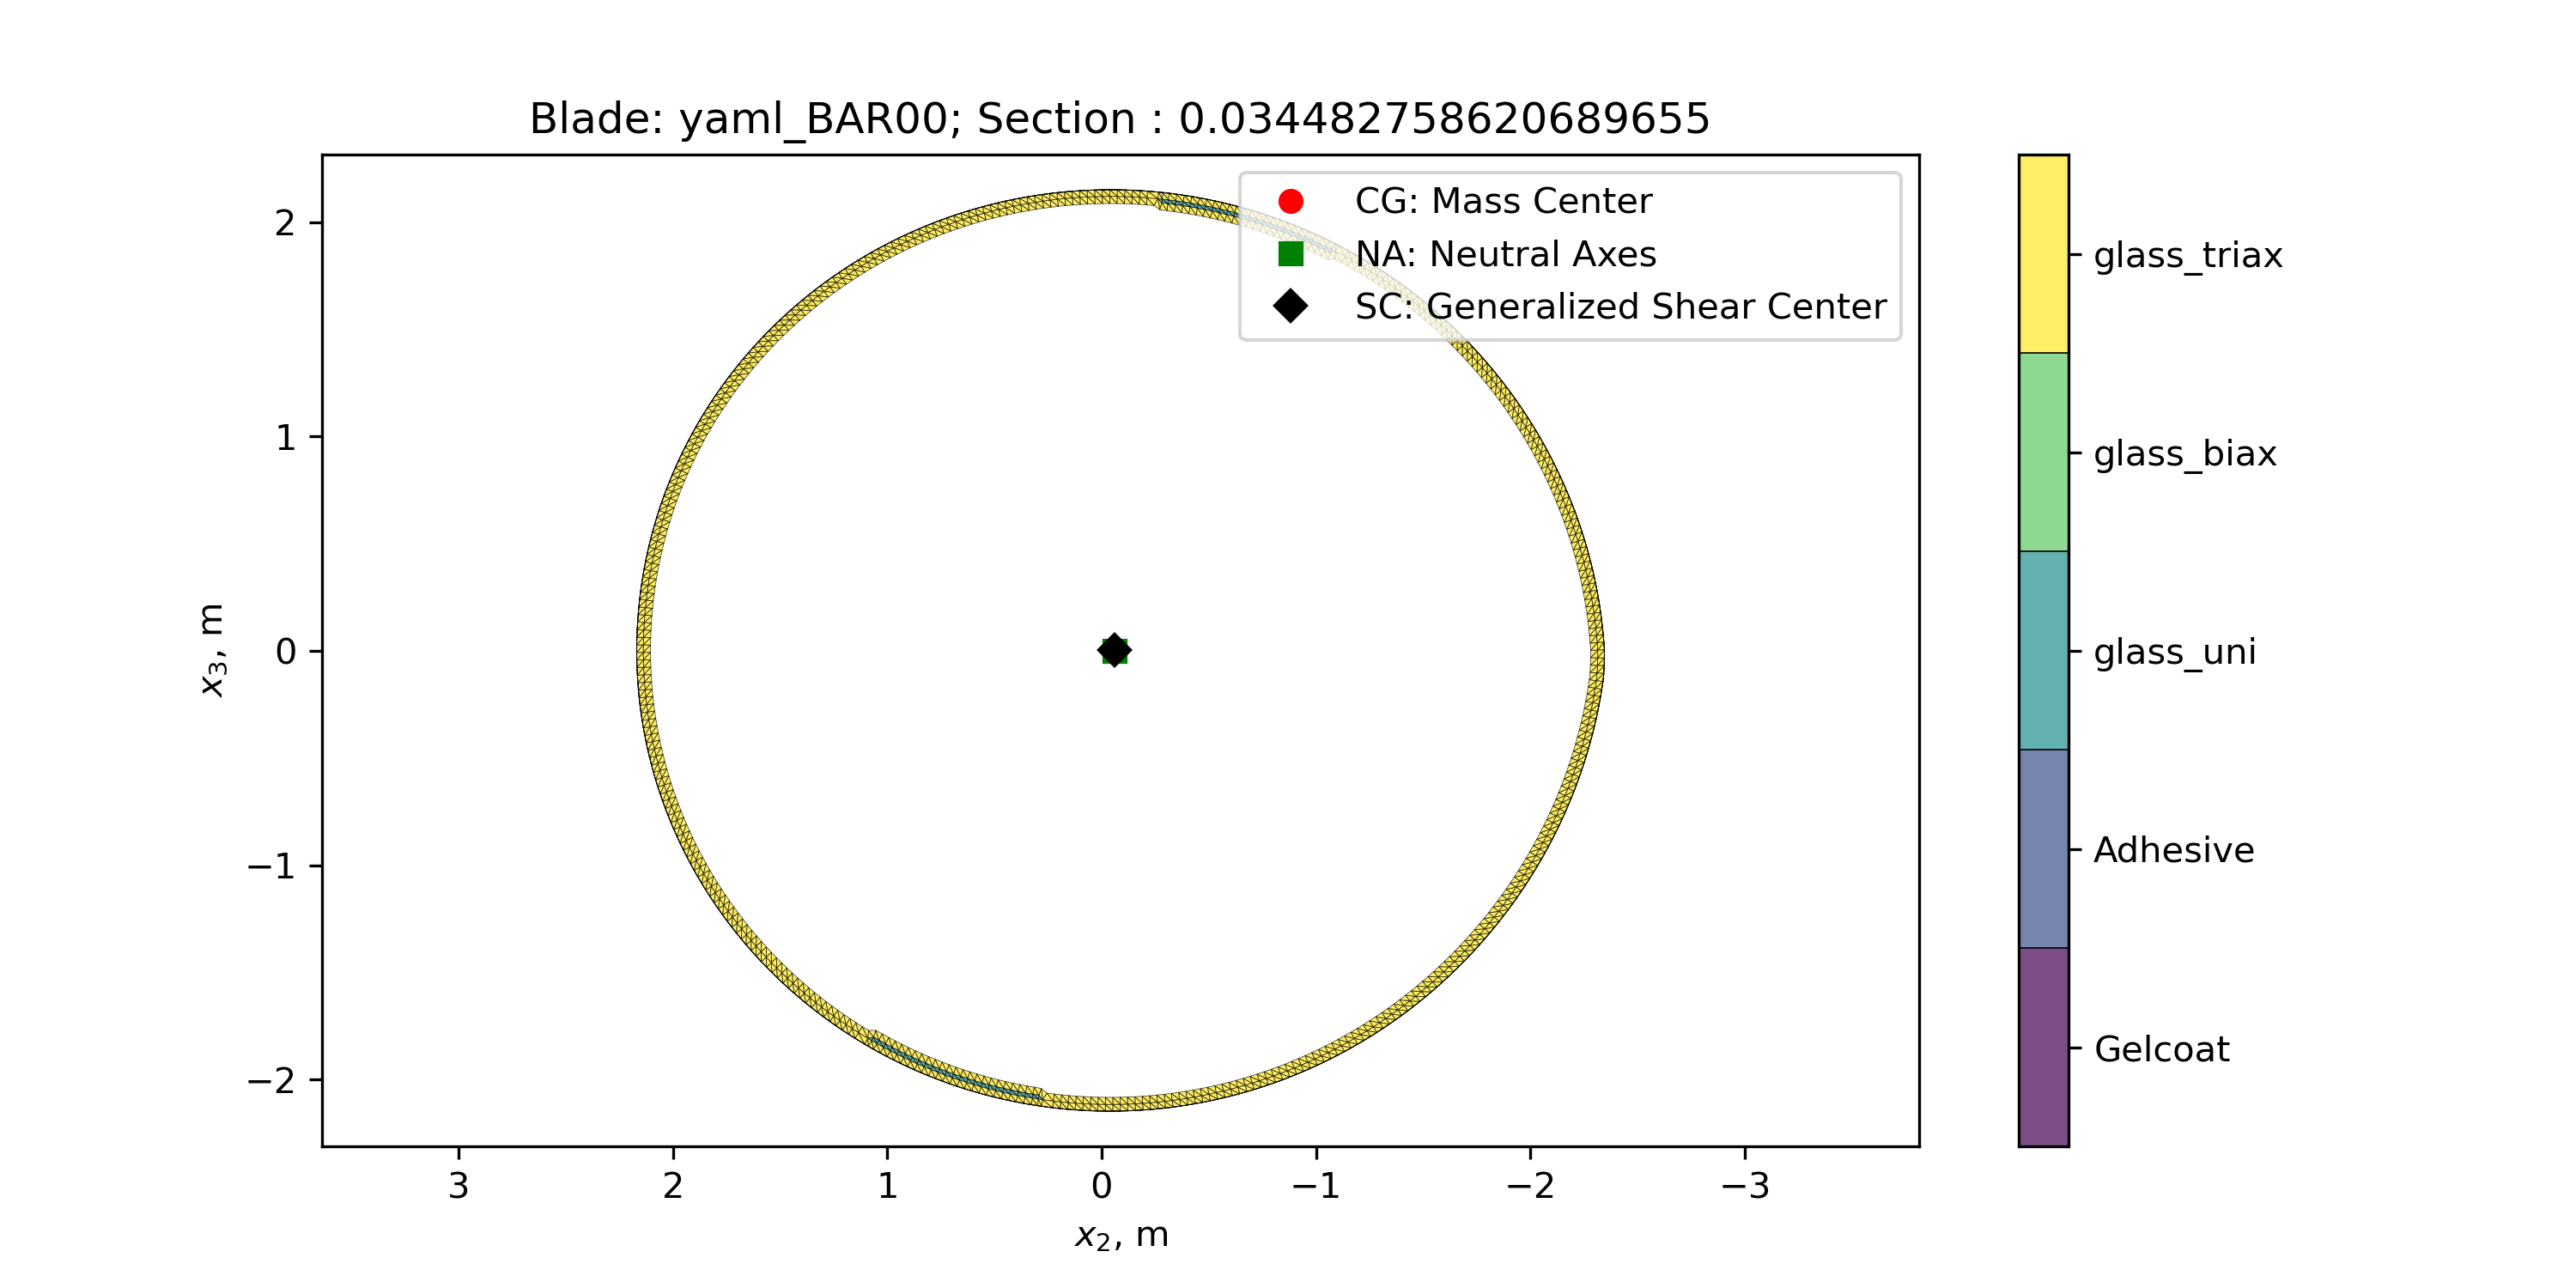 Blade: yaml_BAR00; Section : 0.034482758620689655
CG: Mass Center
NA: Neutral Axes
SC: Generalized Shear Center
2
1
0
−1
−2
x3, m
3
2
1
0
−1
−2
−3
x2, m
glass_triax
glass_biax
glass_uni
Adhesive
Gelcoat